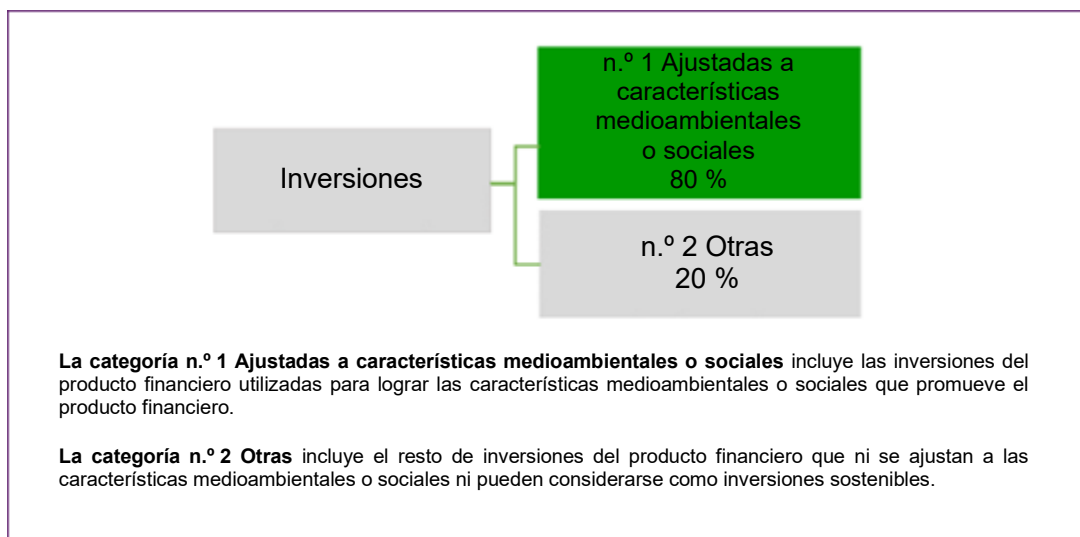 n.º 1 Ajustadas a
características
medioambientales
o sociales
80 %
Inversiones
n.º 2 Otras
20 %
La categoría n.º 1 Ajustadas a características medioambientales o sociales incluye las inversiones del
producto financiero utilizadas para lograr las características medioambientales o sociales que promueve el
producto financiero.
La categoría n.º 2 Otras incluye el resto de inversiones del producto financiero que ni se ajustan a las
características medioambientales o sociales ni pueden considerarse como inversiones sostenibles.